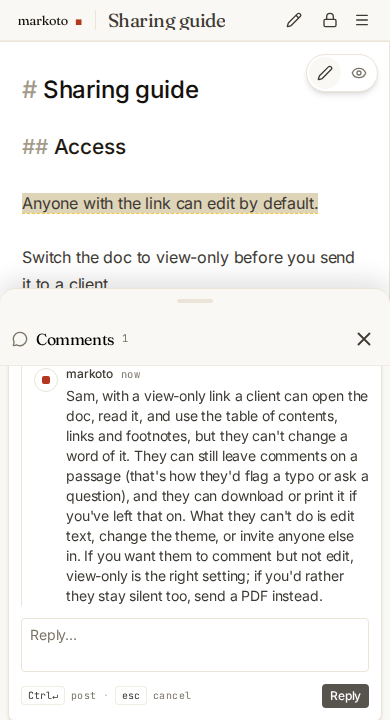 markoto Sharing guide
# Sharing guide
## Access
Anyone with the link can edit by default.
Switch the doc to view-only before you send
it to a client
Comments 1
markoto now
Sam, with a view-only link a client can open the
doc, read it, and use the table of contents,
links and footnotes, but they can't change a
word of it. They can still leave comments on a
passage (that's how they'd flag a typo or ask a
question), and they can download or print it if
you've left that on. What they can't do is edit
text, change the theme, or invite anyone else
in. If you want them to comment but not edit,
view-only is the right setting; if you'd rather
they stay silent too, send a PDF instead.
Reply...
Ctrl↵ post · esc cancel Reply